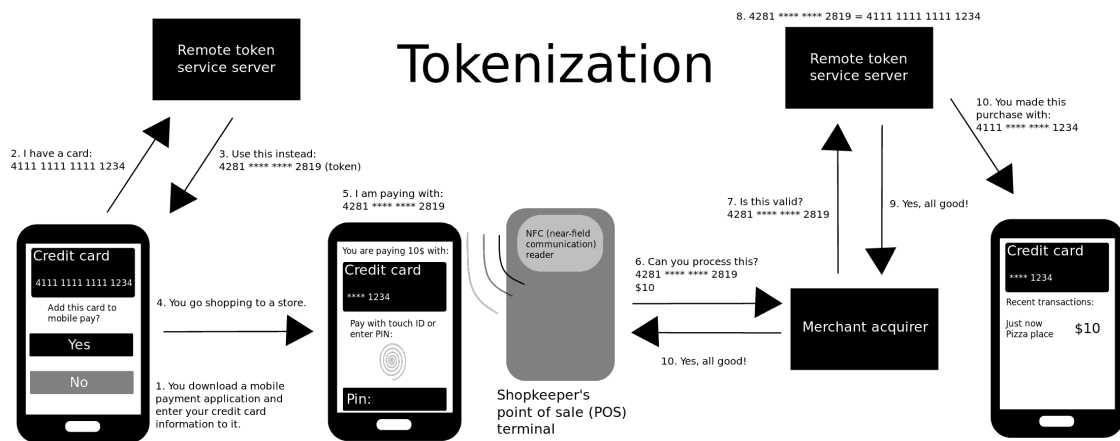 Tokenization
Remote token
service server
2. I have a card:
4111 1111 1111 1234
3. Use this instead:
4281 **** **** 2819 (token)
Credit card
4111 1111 1111 1234
Add this card to
mobile pay?
Yes
No
1. You download a mobile
payment application and
enter your credit card
information to it.
4. You go shopping to a store.
5. I am paying with:
4281 **** **** 2819
You are paying 10$ with:
Credit card
**** 1234
Pay with touch ID or
enter PIN:
Pin:
NFC (near-field
communication)
reader
Shopkeeper's
point of sale (POS)
terminal
6. Can you process this?
4281 **** **** 2819
$10
10. Yes, all good!
Merchant acquirer
7. Is this valid?
4281 **** **** 2819
9. Yes, all good!
8. 4281 **** **** 2819 = 4111 1111 1111 1234
Remote token
service server
10. You made this
purchase with:
4111 **** **** 1234
Credit card
**** 1234
Recent transactions:
Just now
Pizza place
$10